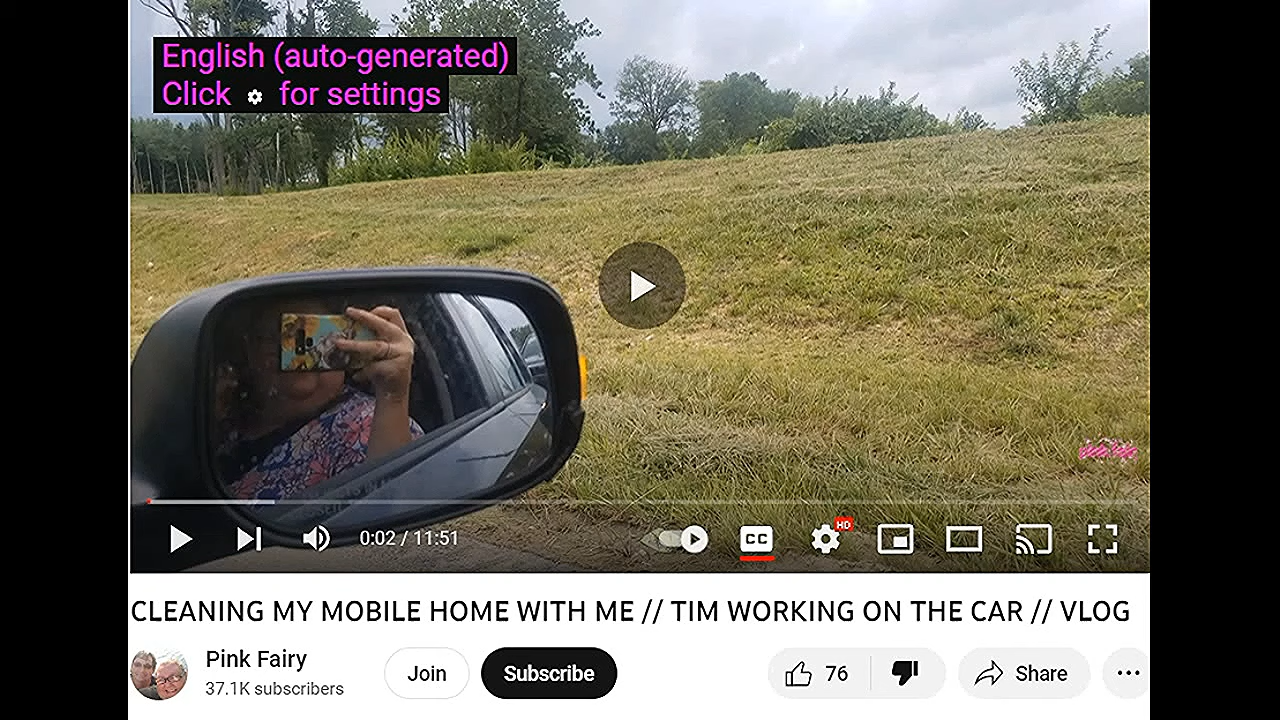 English (auto-generated)
Click for settings
0:02 / 11:51
CC
HD
CLEANING MY MOBILE HOME WITH ME // TIM WORKING ON THE CAR // VLOG
Pink Fairy
37.1K subscribers
Join
Subscribe
76
Share